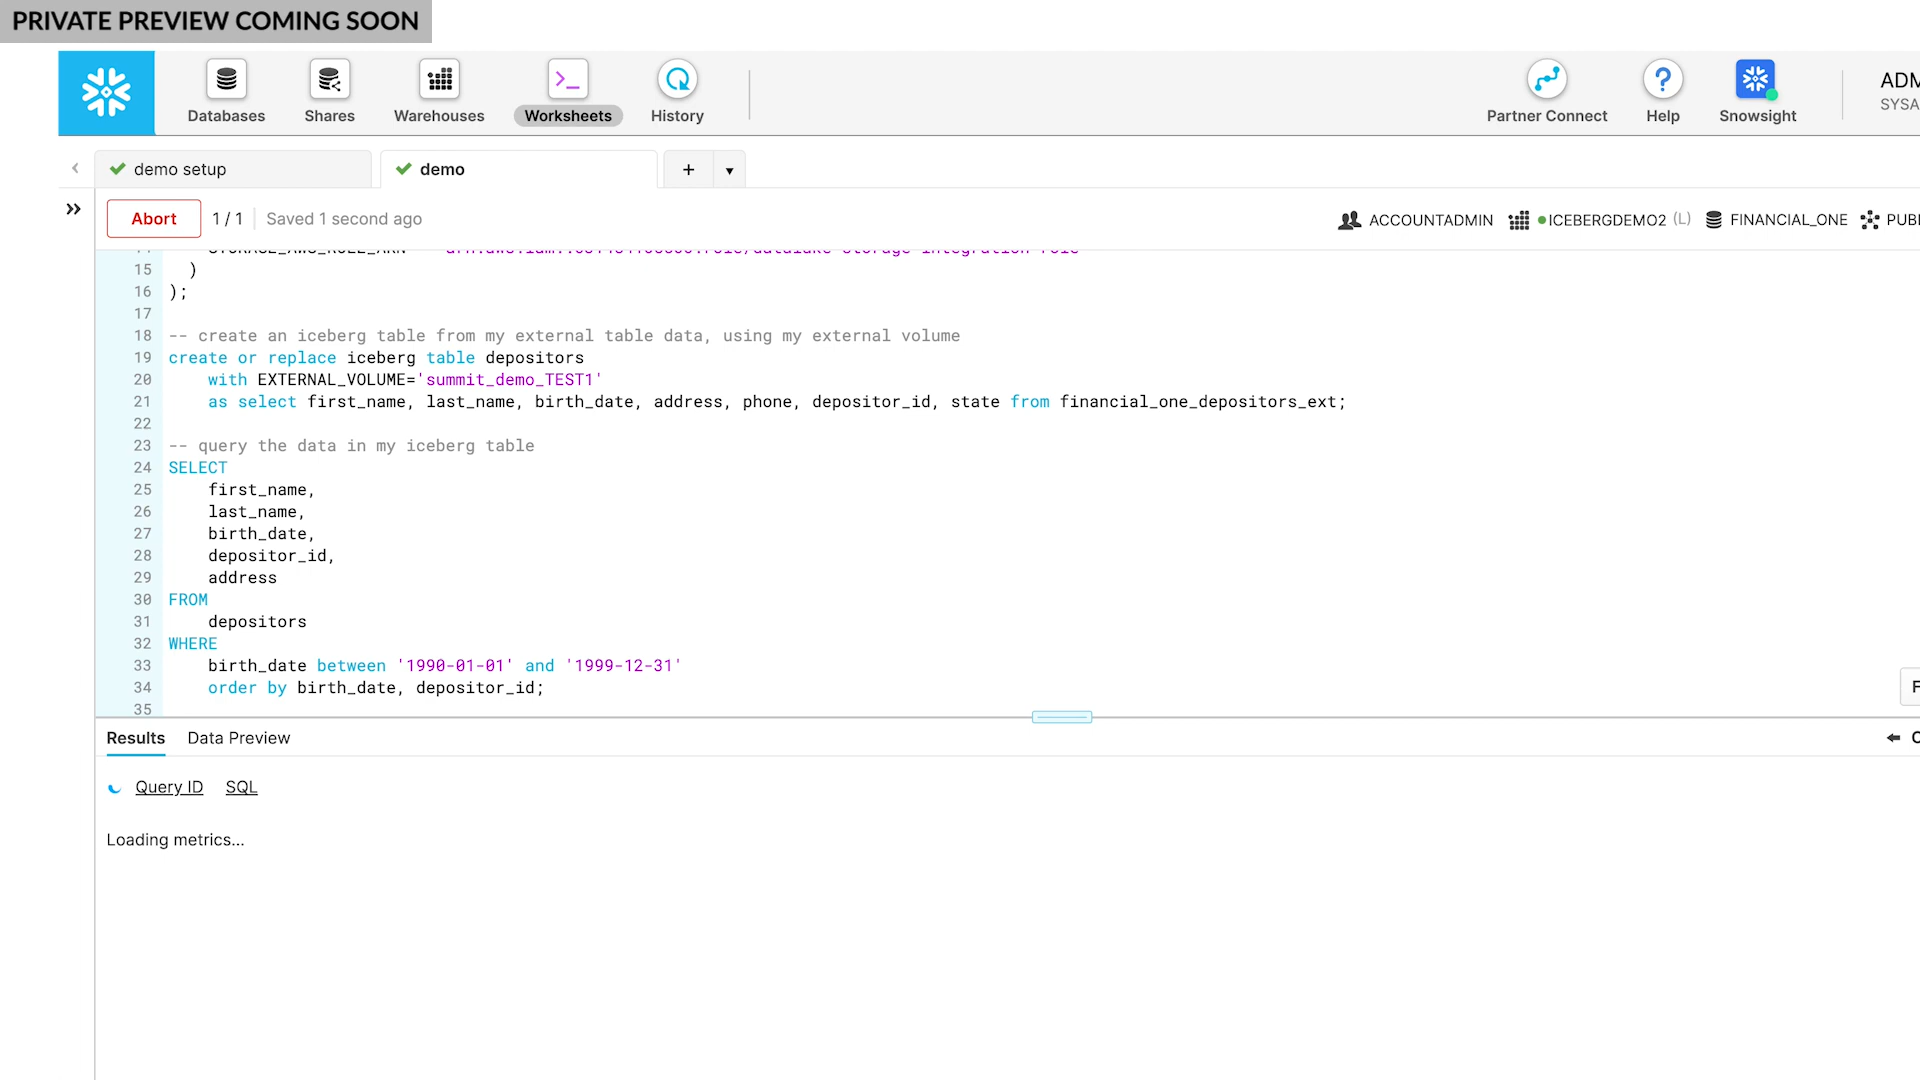 PRIVATE PREVIEW COMING SOON
Databases
Shares
Warehouses
Worksheets
History
Partner Connect
Help
Snowsight
demo setup
demo
Abort
1 / 1
Saved 1 second ago
ACCOUNTADMIN
ICEBERGDEMO2 (L)
FINANCIAL_ONE
15 )
16 );
17
18 -- create an iceberg table from my external table data, using my external volume
19 create or replace iceberg table depositors
20 with EXTERNAL_VOLUME='summit_demo_TEST1'
21 as select first_name, last_name, birth_date, address, phone, depositor_id, state from financial_one_depositors_ext;
22
23 -- query the data in my iceberg table
24 SELECT
25 first_name,
26 last_name,
27 birth_date,
28 depositor_id,
29 address
30 FROM
31 depositors
32 WHERE
33 birth_date between '1990-01-01' and '1999-12-31'
34 order by birth_date, depositor_id;
35
Results
Data Preview
Query ID
SQL
Loading metrics...